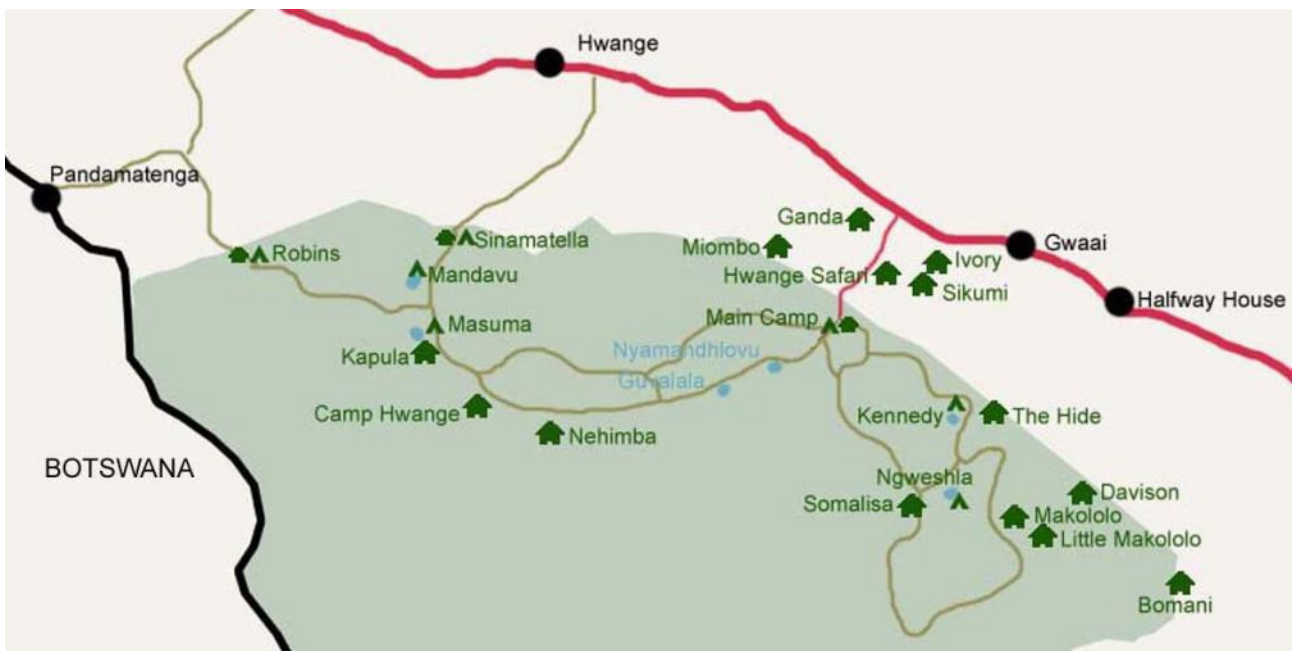 Hwange
Pandamatenga
Ganda
Robins
Sinamatella
Miombo
Gwaai
Ivory
Mandavu
Hwange Safari
Sikumi
Halfway House
Masuma
Main Camp
Kapula
Nyamandhlovu
Guvalala
Camp Hwange
Kennedy
The Hide
Nehimba
BOTSWANA
Ngweshla
Davison
Somalisa
Makololo
Little Makololo
Bomani